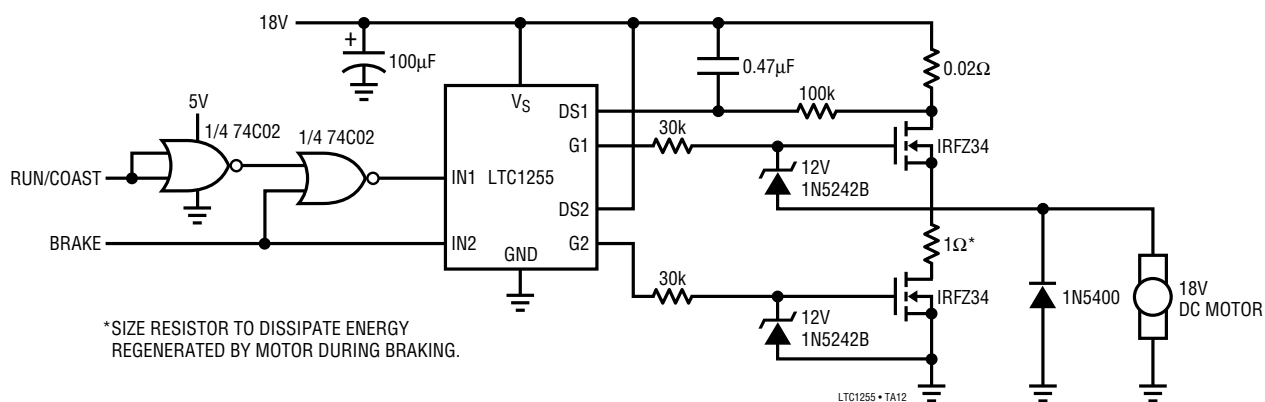 18V
+
100µF
5V
1/4 74C02
1/4 74C02
RUN/COAST
BRAKE
VS
DS1
G1
IN1
LTC1255
DS2
IN2
G2
GND
0.47µF
0.02Ω
100k
30k
IRFZ34
12V
1N5242B
1Ω*
30k
IRFZ34
12V
1N5242B
1N5400
18V
DC MOTOR
*SIZE RESISTOR TO DISSIPATE ENERGY
REGENERATED BY MOTOR DURING BRAKING.
LTC1255 • TA12